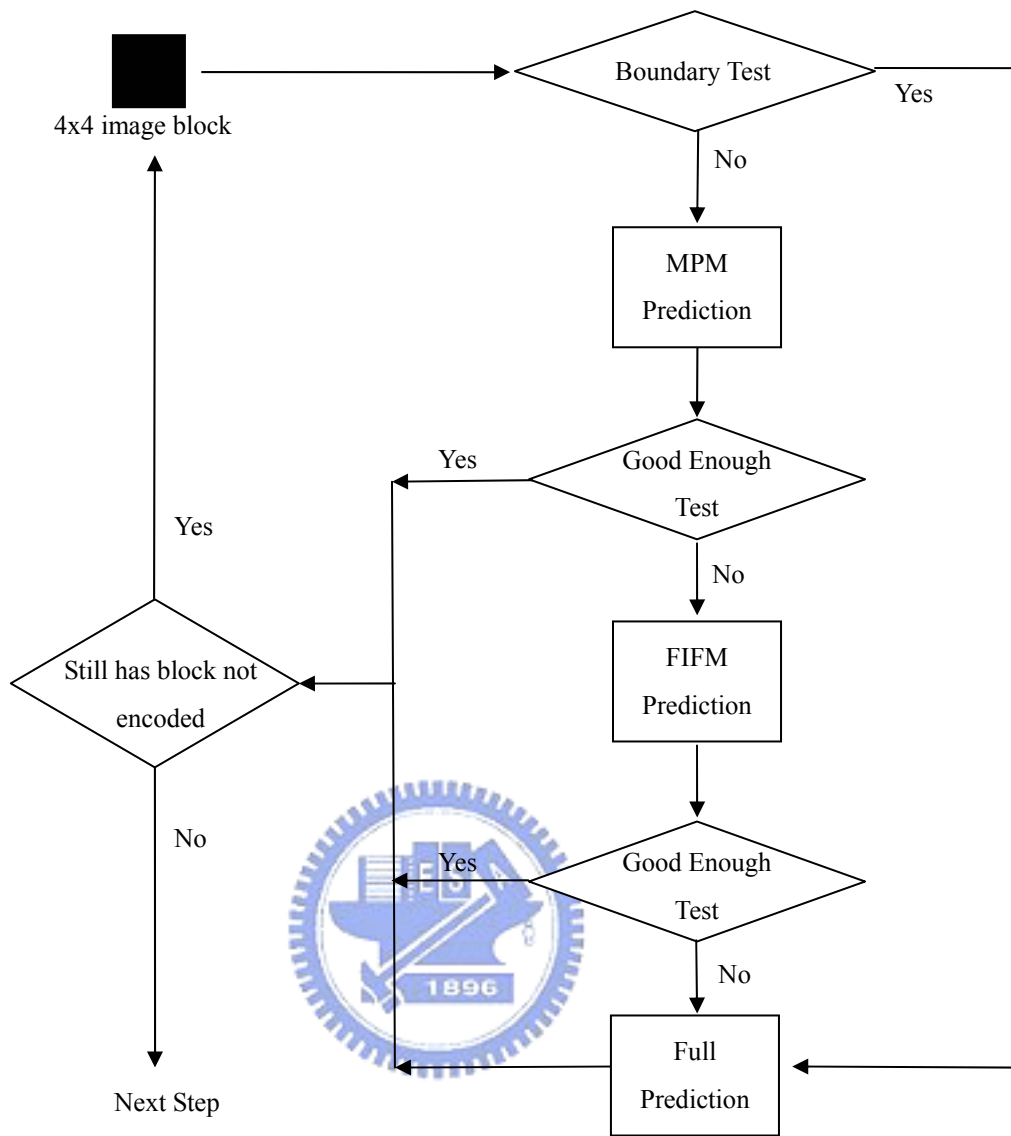 Boundary Test
Yes
4x4 image block
No
MPM
Prediction
Good Enough
Test
Yes
No
Yes
FIFM
Prediction
Still has block not
encoded
No
Good Enough
Test
Yes
No
E S
1896
Full
Prediction
Next Step